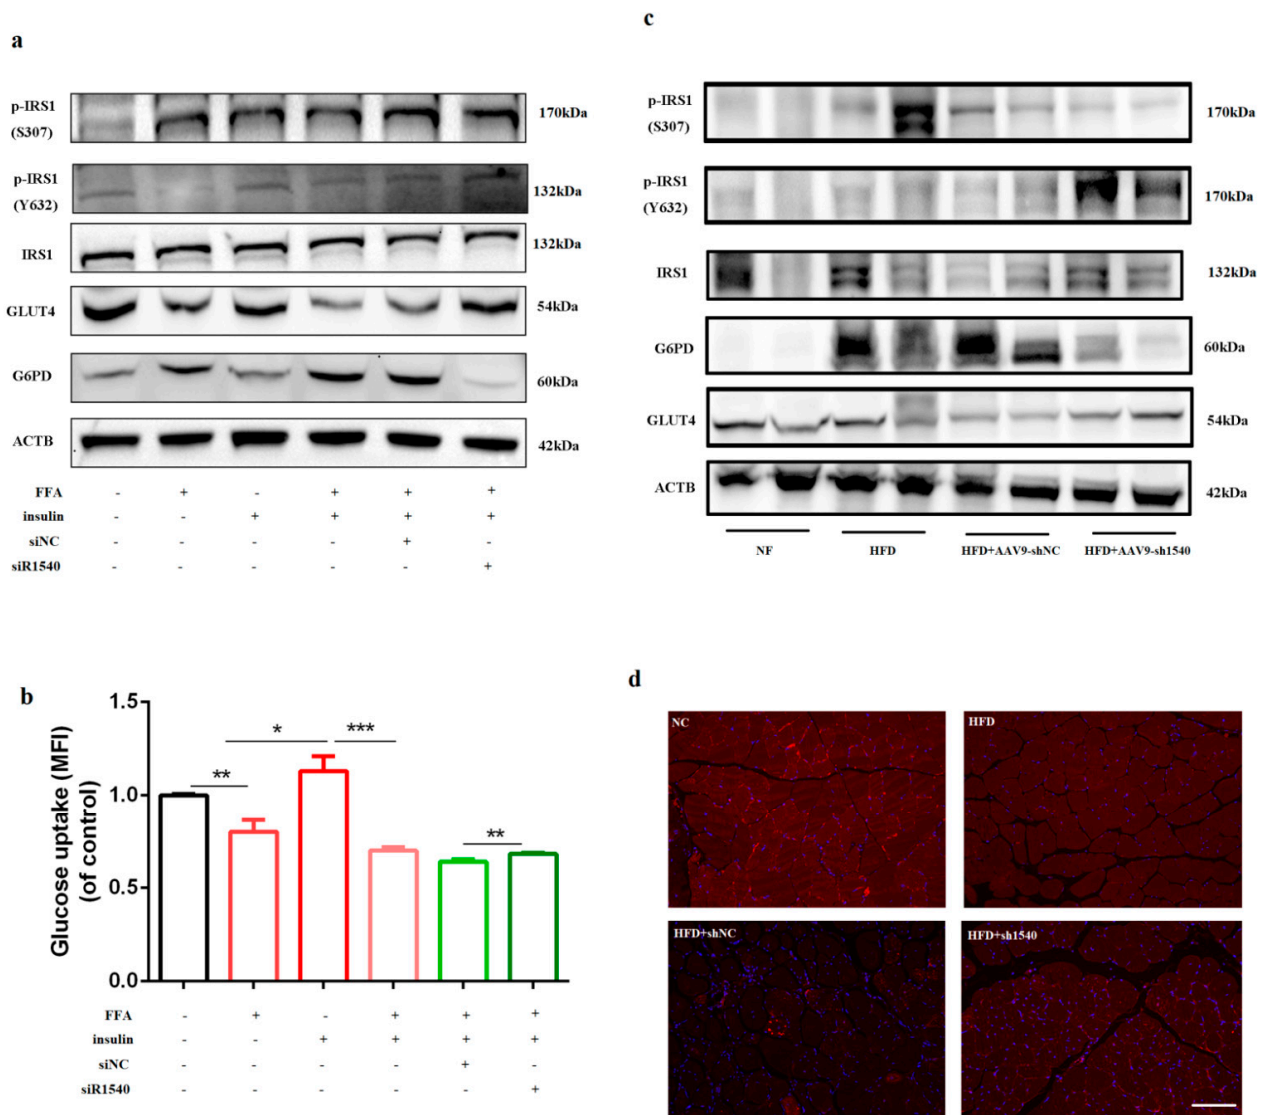 a
p-IRS1
(S307)
170kDa
p-IRS1
(Y632)
132kDa
IRS1
132kDa
GLUT4
54kDa
G6PD
60kDa
ACTB
42kDa
FFA - + - + + +
insulin - - + + + +
siNC - - - - + -
siR1540 - - - - - +
b
Glucose uptake (MFI)
(of control)
1.5
1.0
0.5
0.0
**
*
***
**
FFA - + - + + +
insulin - - + + + +
siNC - - - - + -
siR1540 - - - - - +
c
p-IRS1
(S307)
170kDa
p-IRS1
(Y632)
170kDa
IRS1
132kDa
G6PD
60kDa
GLUT4
54kDa
ACTB
42kDa
NF HFD HFD+AAV9-shNC HFD+AAV9-sh1540
d
NC
HFD
HFD+shNC
HFD+sh1540